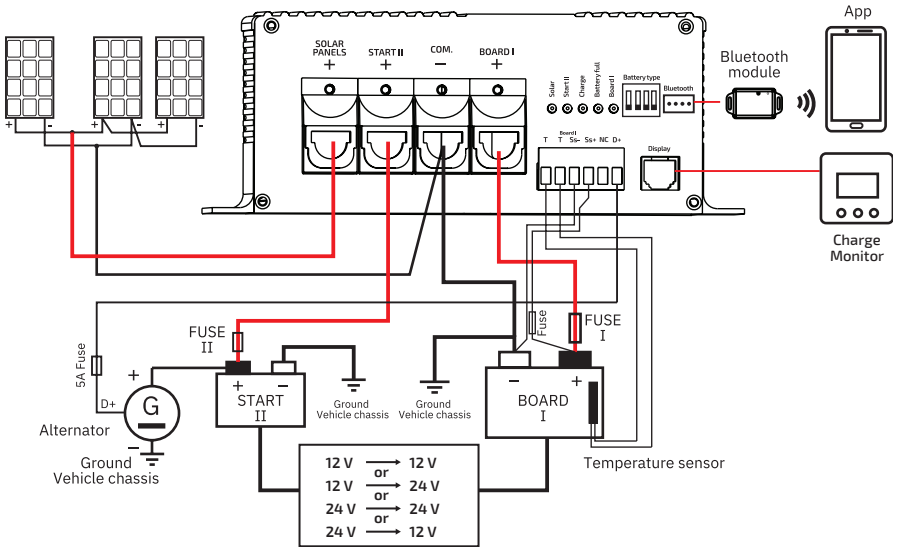 App
SOLAR
PANELS
+
START II
+
COM.
−
BOARD I
+
Bluetooth
module
Solar
Start II
Charge
Battery full
Board I
Battery type
Bluetooth
+ - + - + -
Board I
T T Ss− Ss+ NC D+
Display
Charge
Monitor
FUSE
II
Fuse
FUSE
I
5A Fuse
+
D+
G
Alternator
−
Ground
Vehicle chassis
+ −
START
II
Ground
Vehicle chassis
Ground
Vehicle chassis
− +
BOARD
I
Temperature sensor
12 V → 12 V
or
12 V → 24 V
24 V → 24 V
or
24 V → 12 V